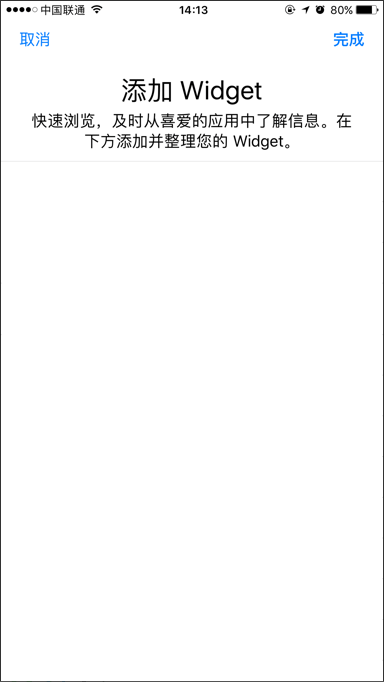 中国联通 14:13 80%
取消 完成
添加 Widget
快速浏览，及时从喜爱的应用中了解信息。在
下方添加并整理您的 Widget。